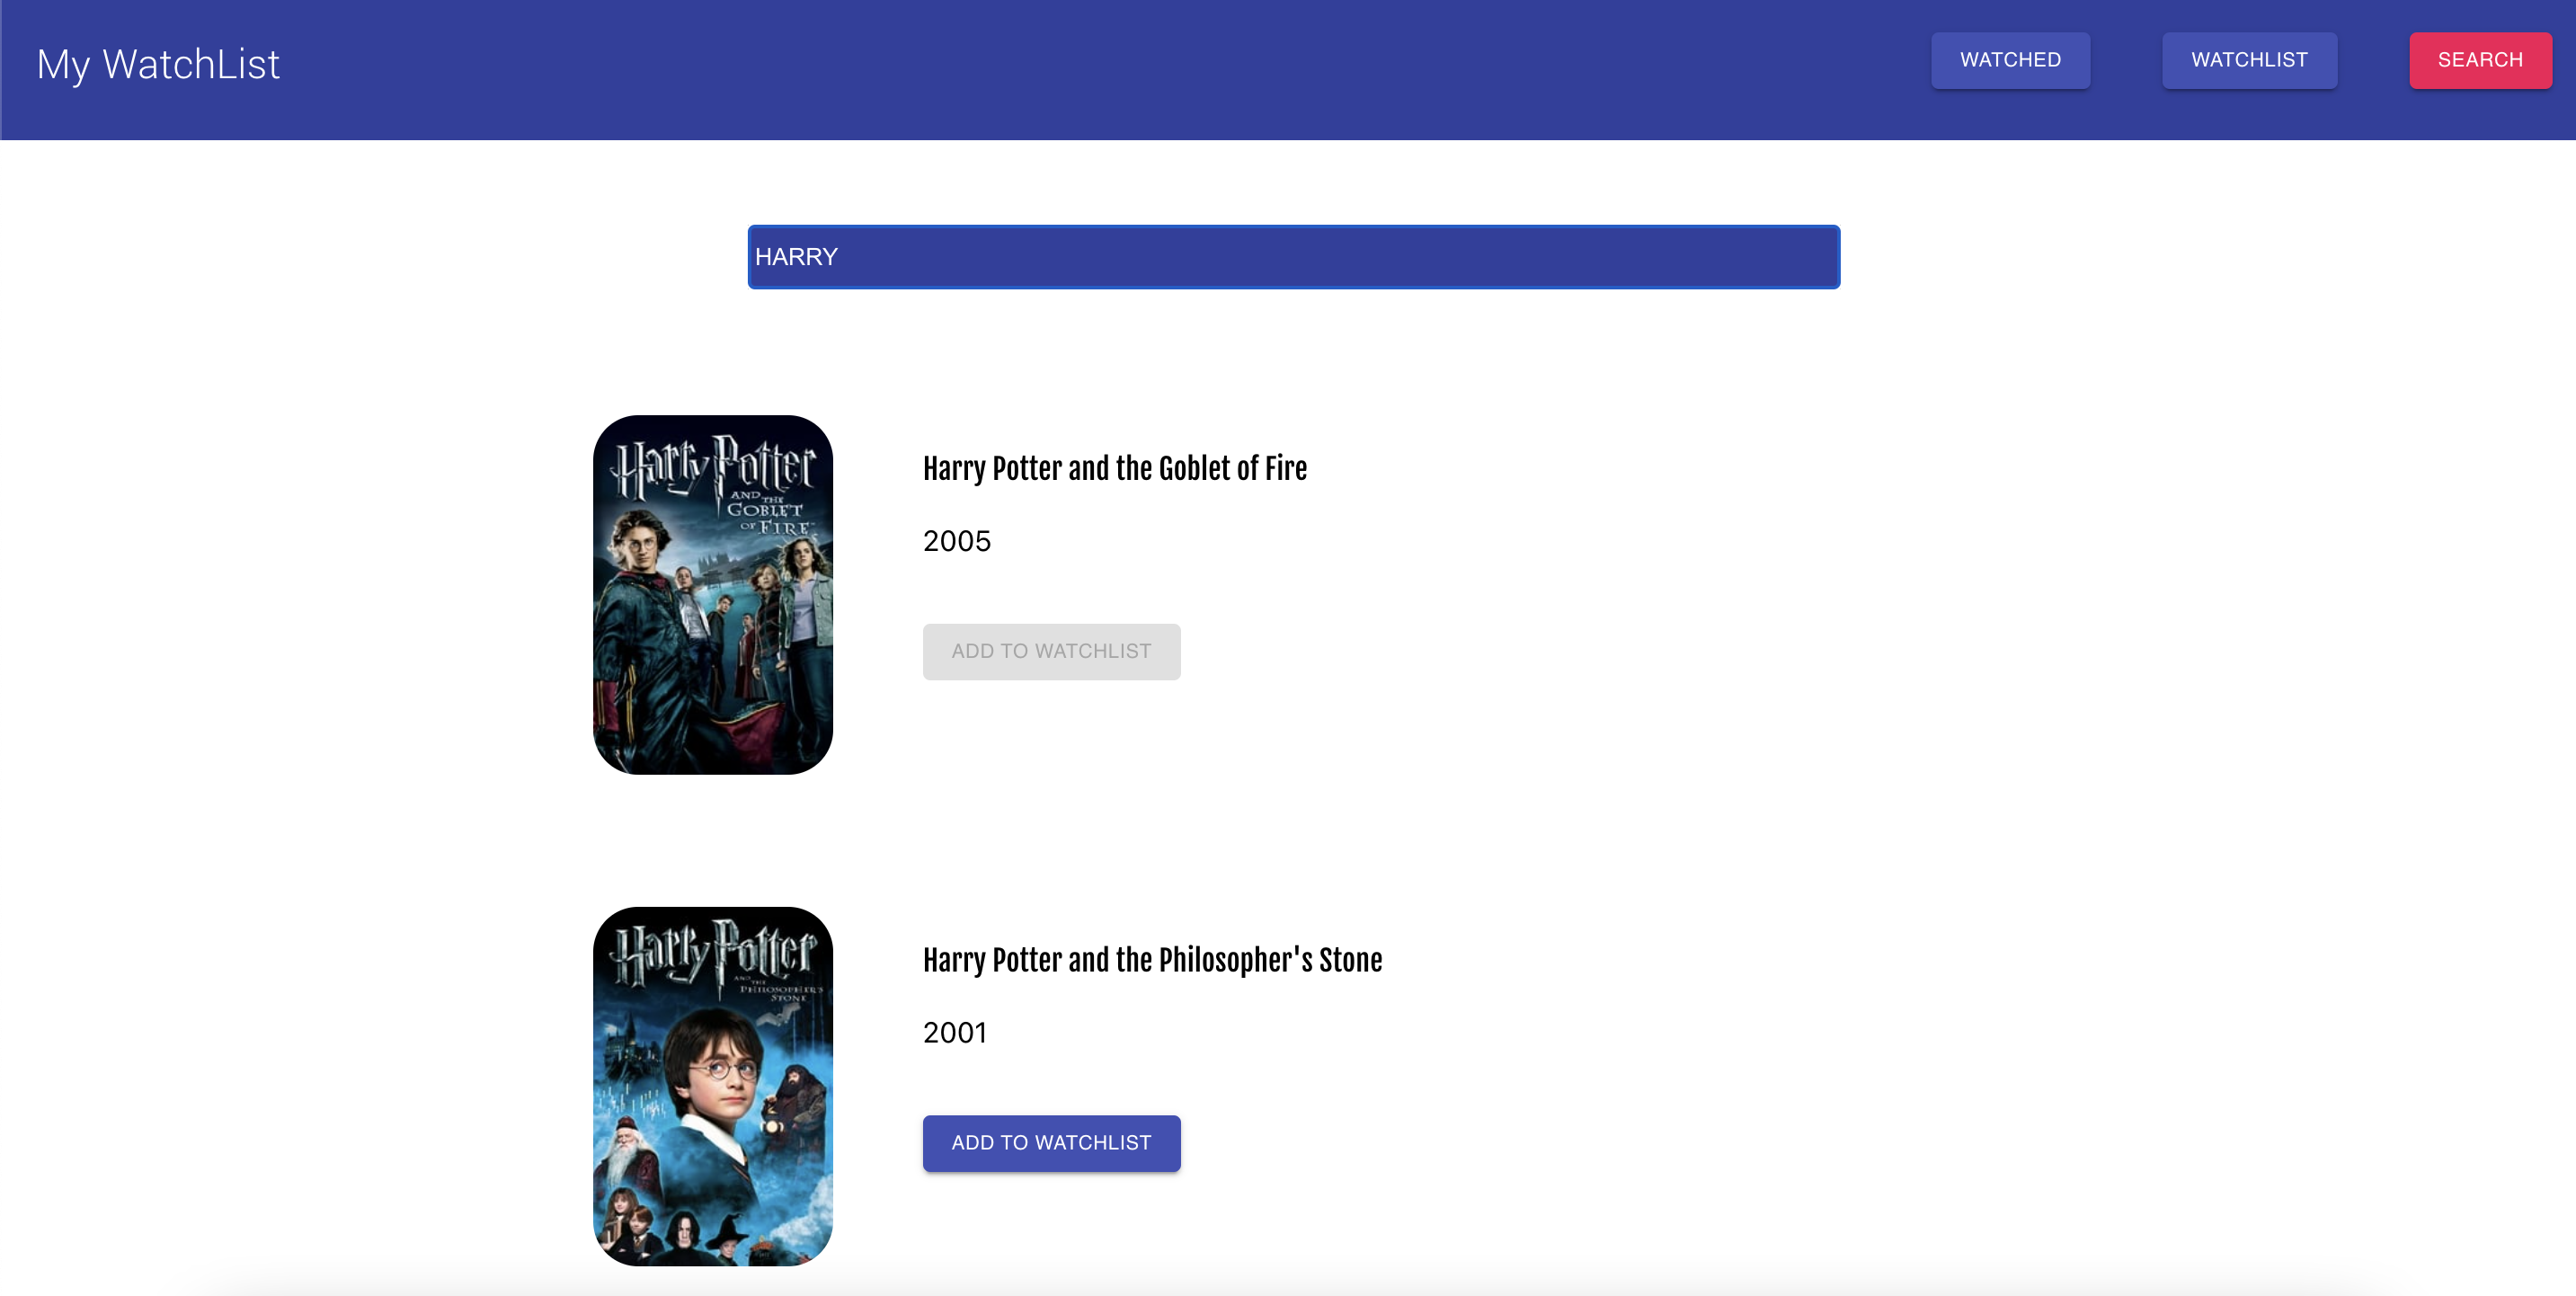 My WatchList
WATCHED
WATCHLIST
SEARCH
HARRY
Harry Potter
AND THE
GOBLET
OF FIRE
Harry Potter and the Goblet of Fire
2005
ADD TO WATCHLIST
Harry Potter
AND THE
PHILOSOPHER'S
STONE
Harry Potter and the Philosopher's Stone
2001
ADD TO WATCHLIST